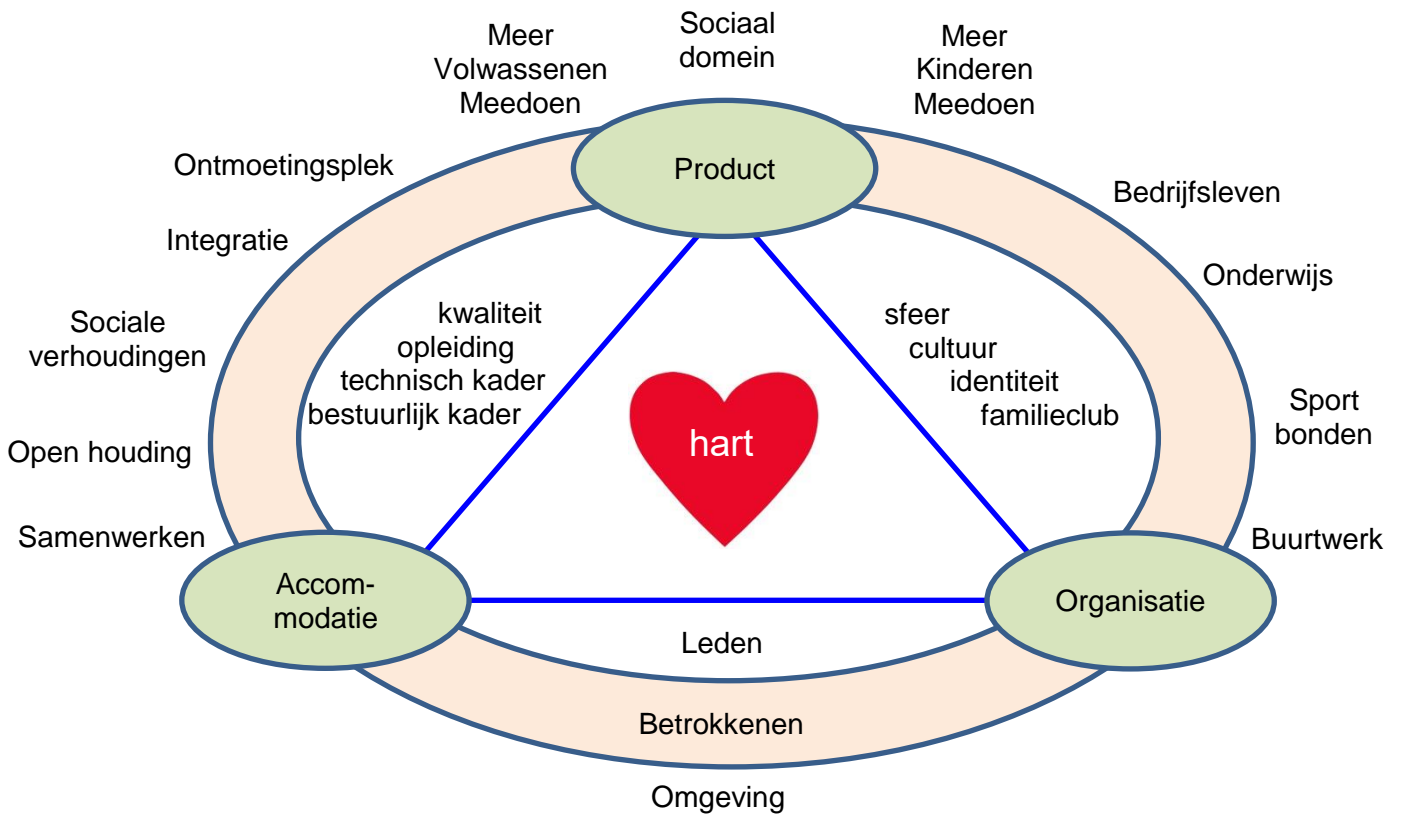 Meer
Volwassenen
Meedoen
Sociaal
domein
Meer
Kinderen
Meedoen
Ontmoetingsplek
Product
Bedrijfsleven
Integratie
Onderwijs
Sociale
verhoudingen
kwaliteit
opleiding
technisch kader
bestuurlijk kader
sfeer
cultuur
identiteit
familieclub
hart
Sport
bonden
Open houding
Samenwerken
Buurtwerk
Accom-
modatie
Organisatie
Leden
Betrokkenen
Omgeving